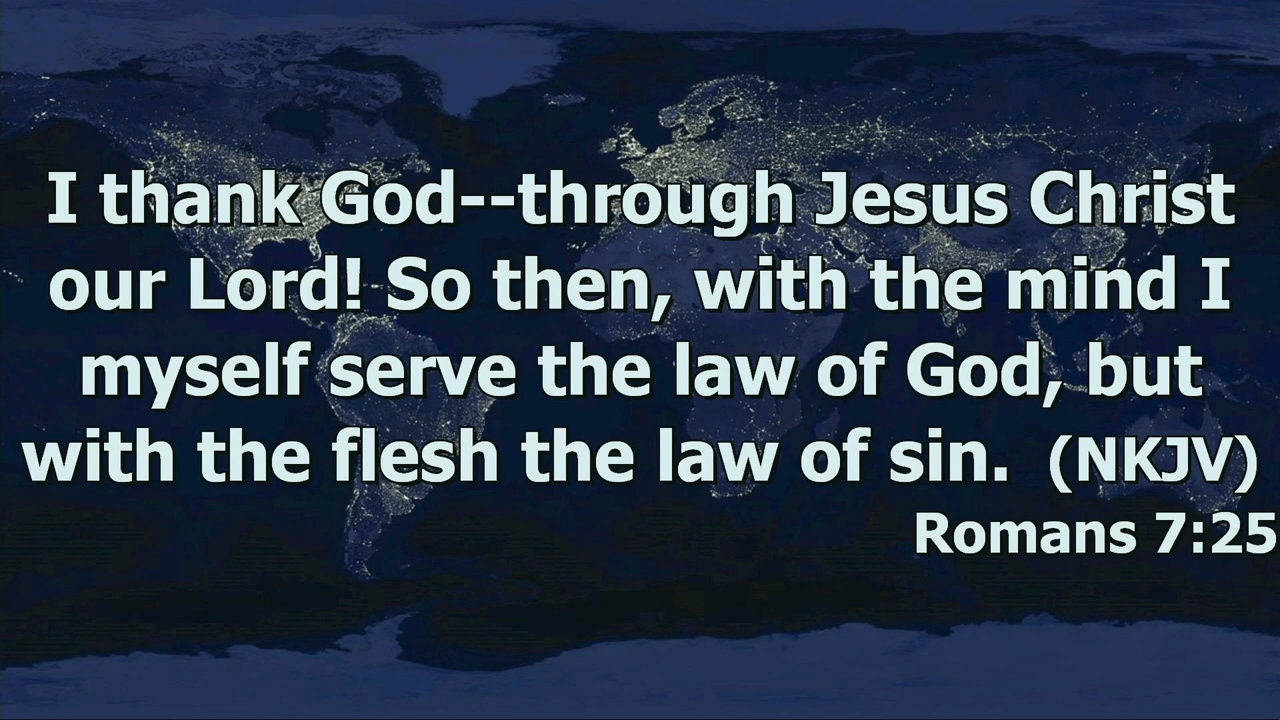 I thank God--through Jesus Christ
our Lord! So then, with the mind I
myself serve the law of God, but
with the flesh the law of sin. (NKJV)
Romans 7:25